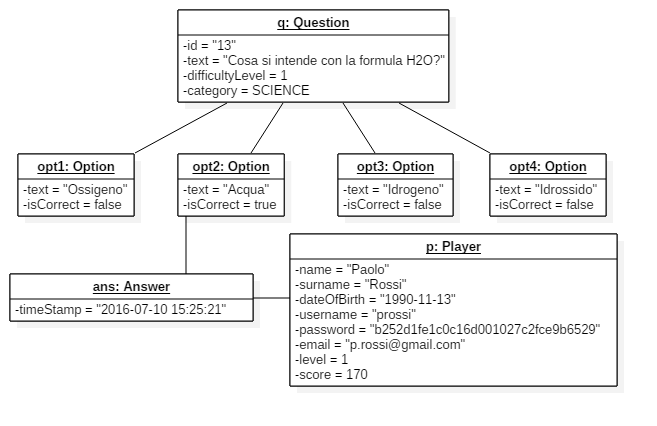 q: Question
-id = "13"
-text = "Cosa si intende con la formula H2O?"
-difficultyLevel = 1
-category = SCIENCE
opt1: Option
-text = "Ossigeno"
-isCorrect = false
opt2: Option
-text = "Acqua"
-isCorrect = true
opt3: Option
-text = "Idrogeno"
-isCorrect = false
opt4: Option
-text = "Idrossido"
-isCorrect = false
ans: Answer
-timeStamp = "2016-07-10 15:25:21"
p: Player
-name = "Paolo"
-surname = "Rossi"
-dateOfBirth = "1990-11-13"
-username = "prossi"
-password = "b252d1fe1c0c16d001027c2fce9b6529"
-email = "p.rossi@gmail.com"
-level = 1
-score = 170